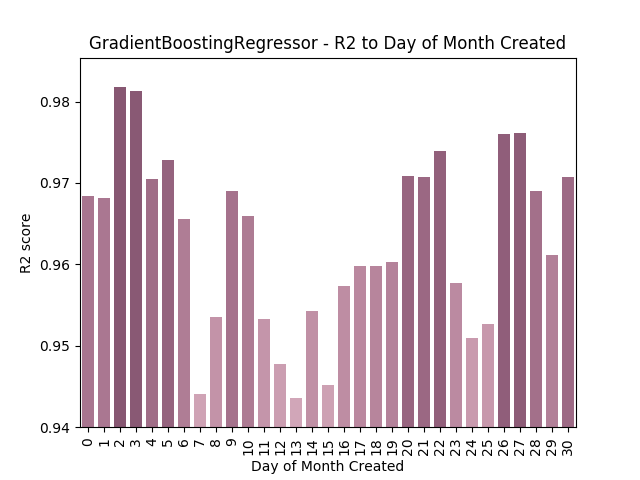 GradientBoostingRegressor - R2 to Day of Month Created
0.98
0.97
0.96
0.95
0.94
R2 score
0 1 2 3 4 5 6 7 8 9 10 11 12 13 14 15 16 17 18 19 20 21 22 23 24 25 26 27 28 29 30
Day of Month Created